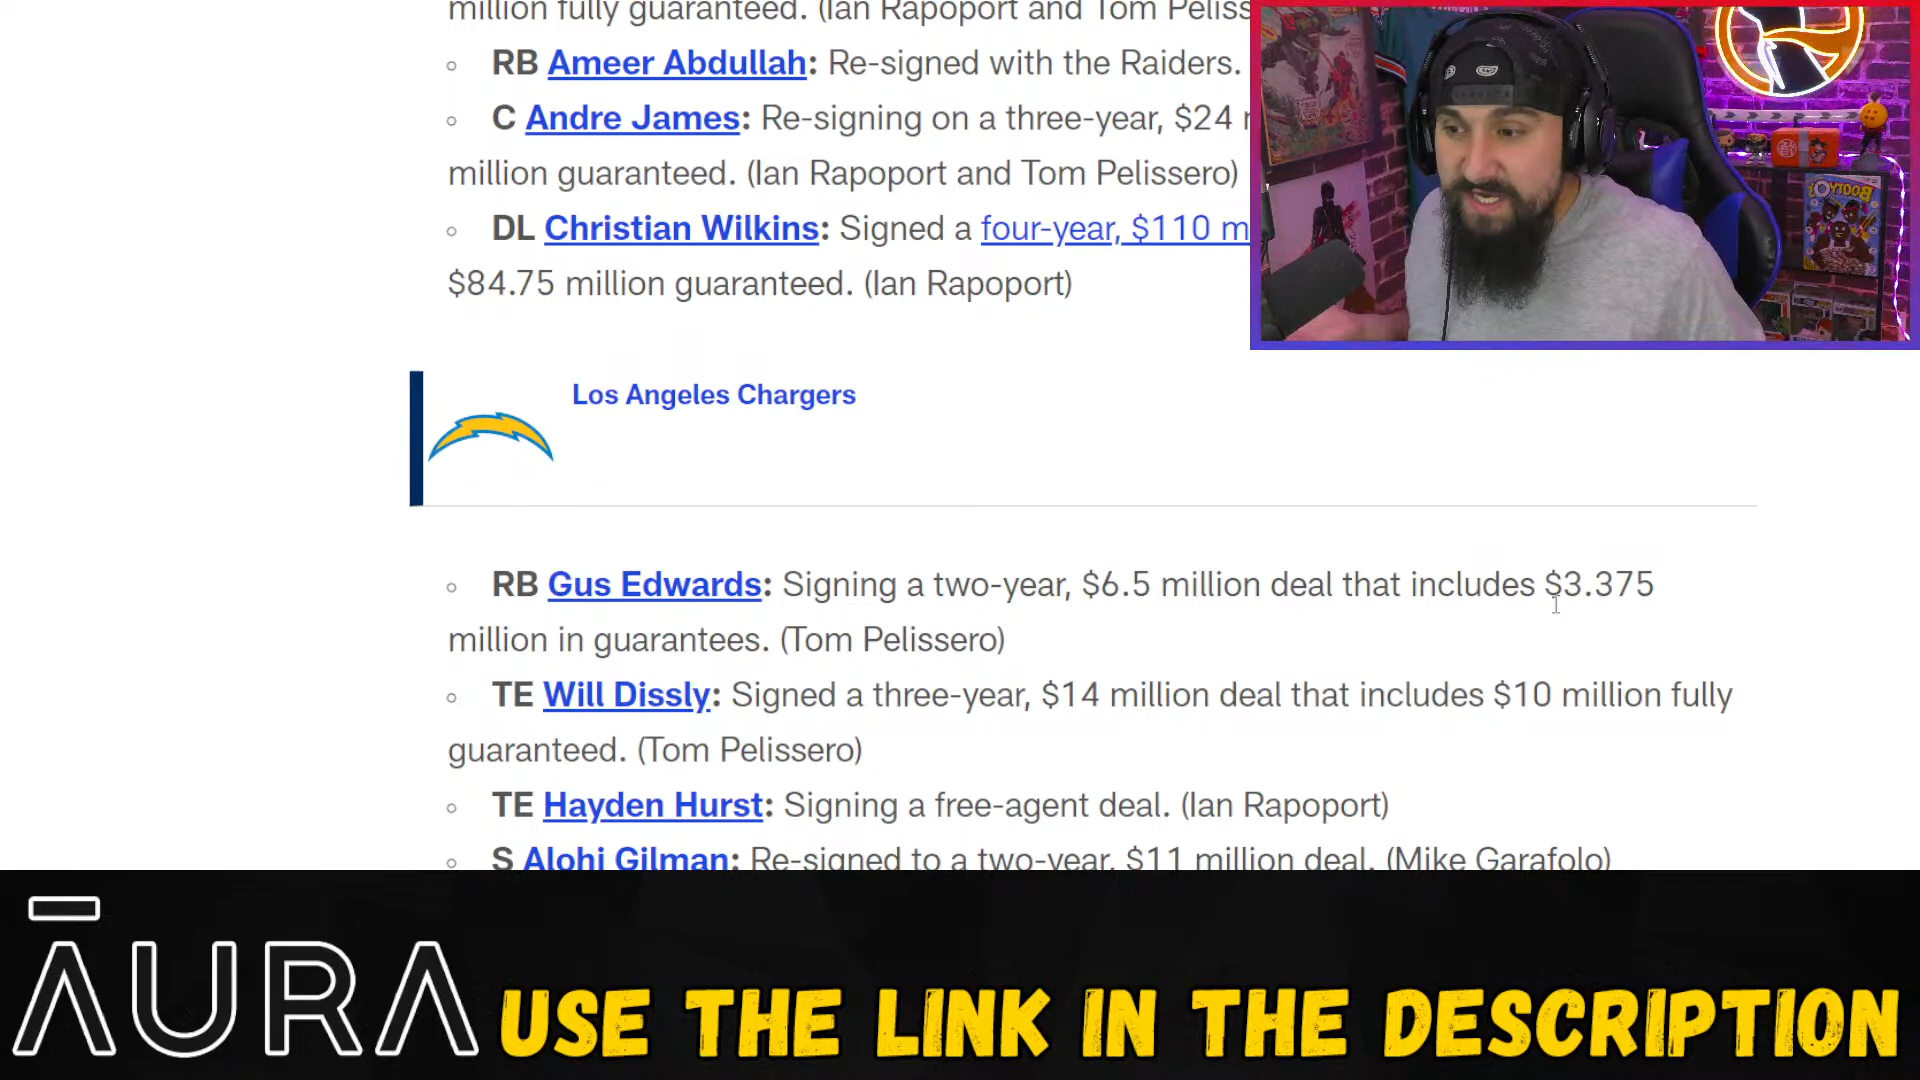 million fully guaranteed. (Ian Rapoport and Tom Peliss
RB Ameer Abdullah: Re-signed with the Raiders.
C Andre James: Re-signing on a three-year, $24
million guaranteed. (Ian Rapoport and Tom Pelissero)
DL Christian Wilkins: Signed a four-year, $110 m
$84.75 million guaranteed. (Ian Rapoport)
Los Angeles Chargers
RB Gus Edwards: Signing a two-year, $6.5 million deal that includes $3.375
million in guarantees. (Tom Pelissero)
TE Will Dissly: Signed a three-year, $14 million deal that includes $10 million fully
guaranteed. (Tom Pelissero)
TE Hayden Hurst: Signing a free-agent deal. (Ian Rapoport)
S Alohi Gilman: Re-signed to a two-year, $11 million deal. (Mike Garafolo)
ĀURA USE THE LINK IN THE DESCRIPTION